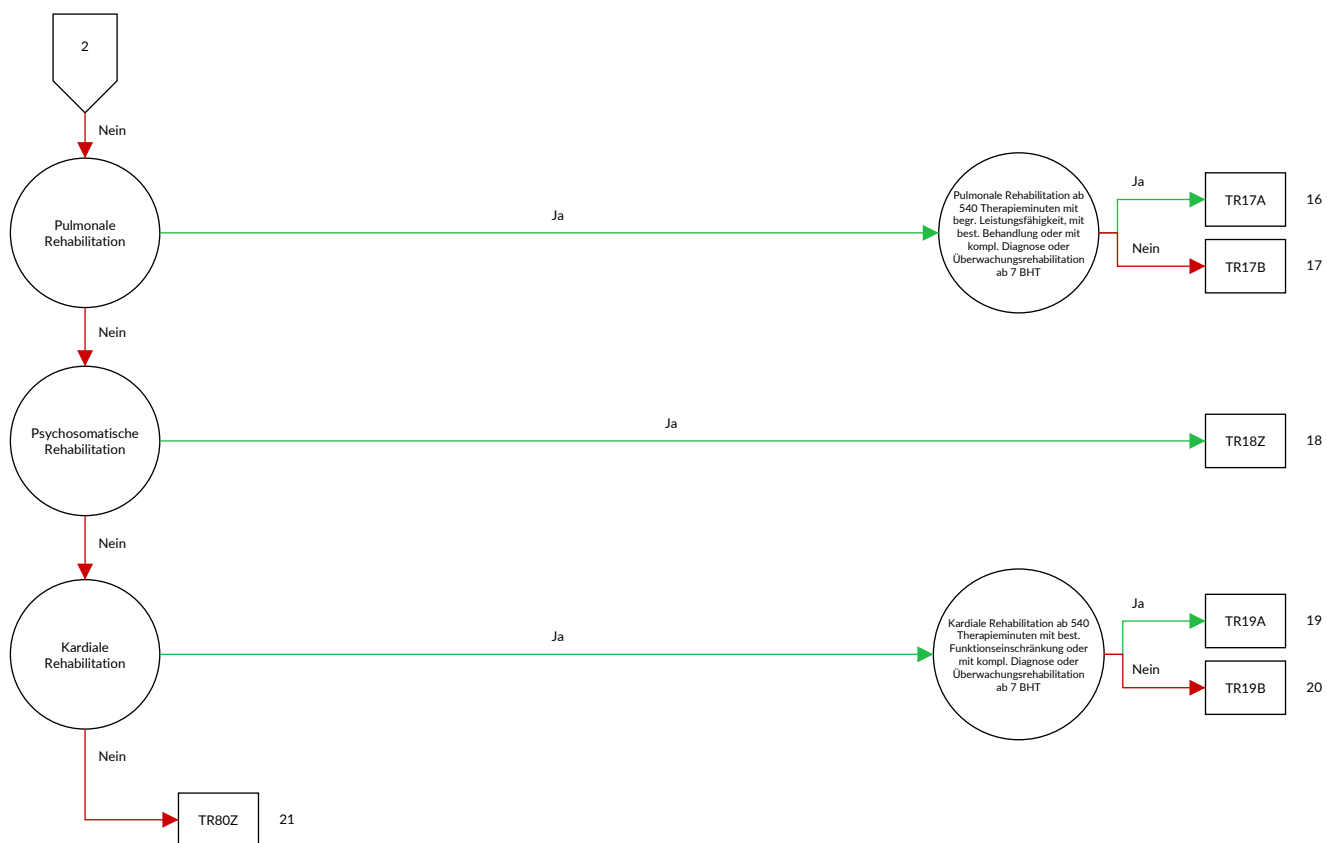 2
Nein
Pulmonale
Rehabilitation
Ja
Pulmonale Rehabilitation ab
540 Therapieminuten mit
begr. Leistungsfähigkeit, mit
best. Behandlung oder mit
kompl. Diagnose oder
Überwachungsrehabilitation
ab 7 BHT
Ja
TR17A
16
Nein
TR17B
17
Nein
Psychosomatische
Rehabilitation
Ja
TR18Z
18
Nein
Kardiale
Rehabilitation
Ja
Kardiale Rehabilitation ab 540
Therapieminuten mit best.
Funktionseinschränkung oder
mit kompl. Diagnose oder
Überwachungsrehabilitation
ab 7 BHT
Ja
TR19A
19
Nein
TR19B
20
Nein
TR80Z
21